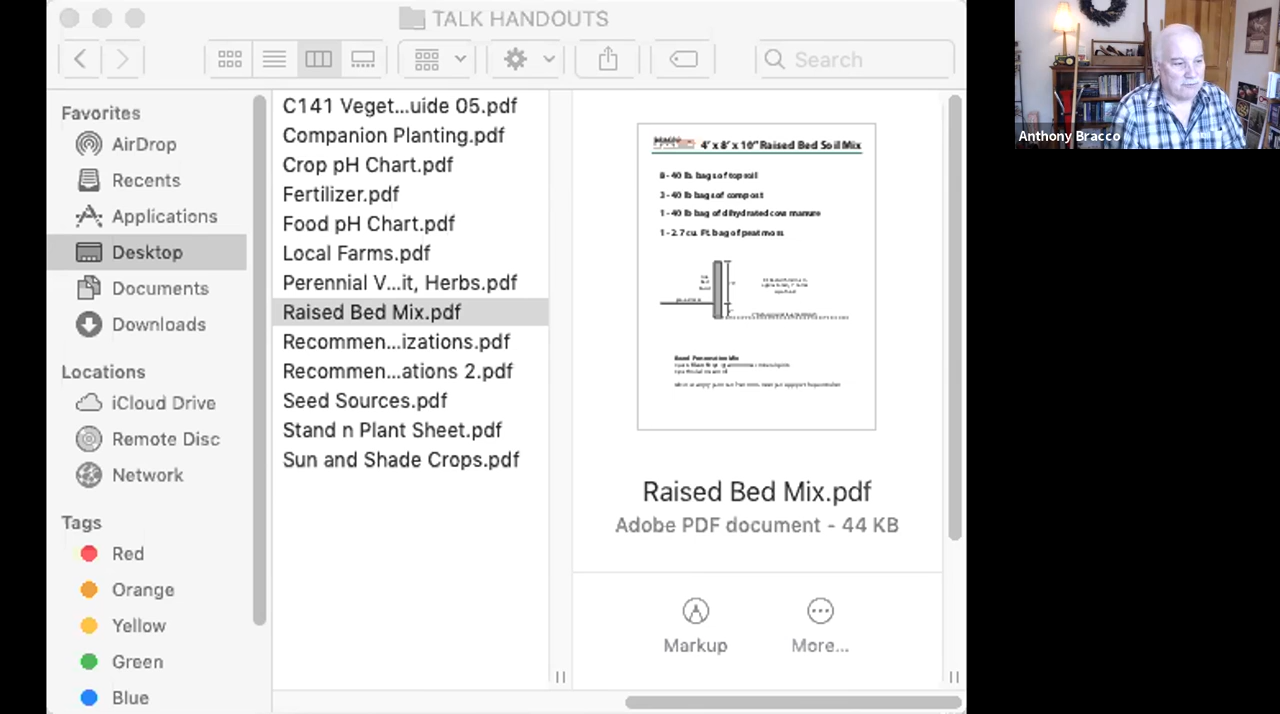 TALK HANDOUTS
Search
Favorites
AirDrop
Recents
Applications
Desktop
Documents
Downloads
Locations
iCloud Drive
Remote Disc
Network
Tags
Red
Orange
Yellow
Green
Blue
C141 Veget...uide 05.pdf
Companion Planting.pdf
Crop pH Chart.pdf
Fertilizer.pdf
Food pH Chart.pdf
Local Farms.pdf
Perennial V...it, Herbs.pdf
Raised Bed Mix.pdf
Recommen...izations.pdf
Recommen...ations 2.pdf
Seed Sources.pdf
Stand n Plant Sheet.pdf
Sun and Shade Crops.pdf
4' x 8' x 10" Raised Bed Soil Mix
8 - 40 lb. bags of top soil
3 - 40 lb bags of compost
1 - 40 lb bag of dihydrated cow manure
1 - 2.7 cu. Ft. bag of peat moss
Raised Bed Mix.pdf
Adobe PDF document - 44 KB
Markup
More...
Anthony Bracco